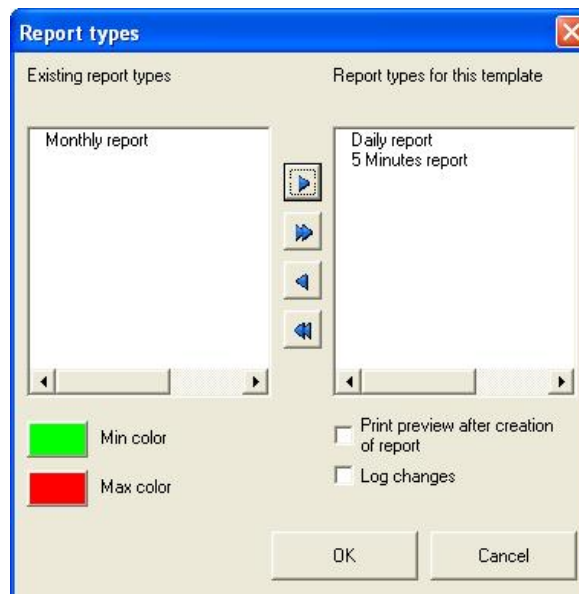 Report types
Existing report types
Report types for this template
Monthly report
Daily report
5 Minutes report
Min color
Max color
Print preview after creation
of report
Log changes
OK
Cancel